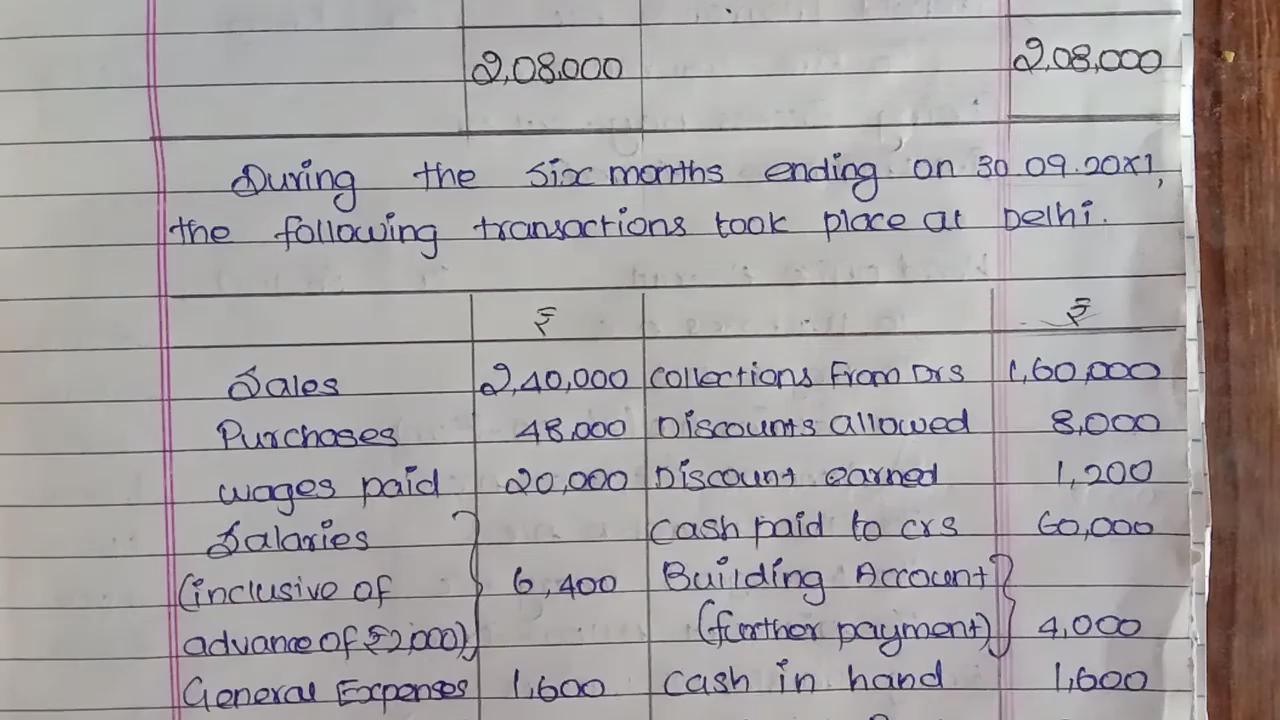 2,08,000 2,08,000
During the six months ending on 30.09.20x1,
the following transactions took place at Delhi.
₹ ₹
Sales 2,40,000 Collections from Drs 1,60,000
Purchases 48,000 Discounts allowed 8,000
Wages paid 20,000 Discount earned 1,200
Salaries Cash paid to crs 60,000
(inclusive of 6,400 Building Account
advance of ₹2,000) (further payment) 4,000
General Expenses 1,600 Cash in hand 1,600